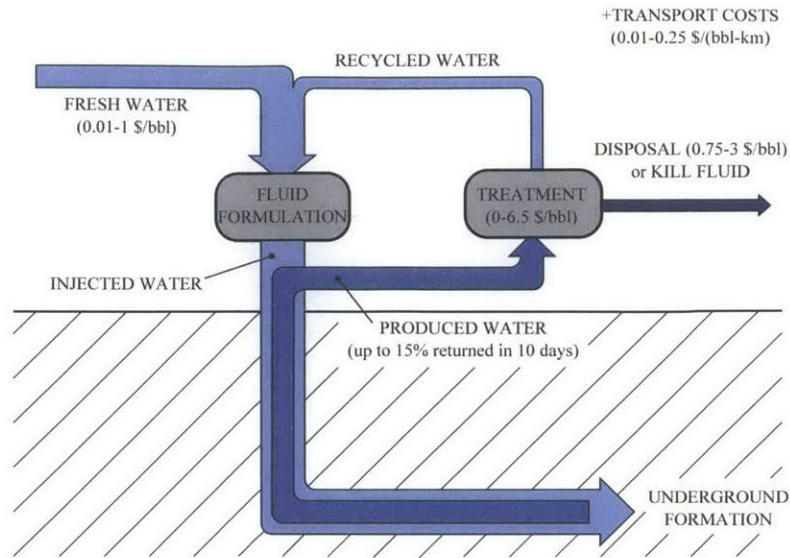 +TRANSPORT COSTS
(0.01-0.25 $/(bbl-km)
RECYCLED WATER
FRESH WATER
(0.01-1 $/bbl)
DISPOSAL (0.75-3 $/bbl)
or KILL FLUID
FLUID
FORMULATION
TREATMENT
(0-6.5 $/bbl)
INJECTED WATER
PRODUCED WATER
(up to 15% returned in 10 days)
UNDERGROUND
FORMATION